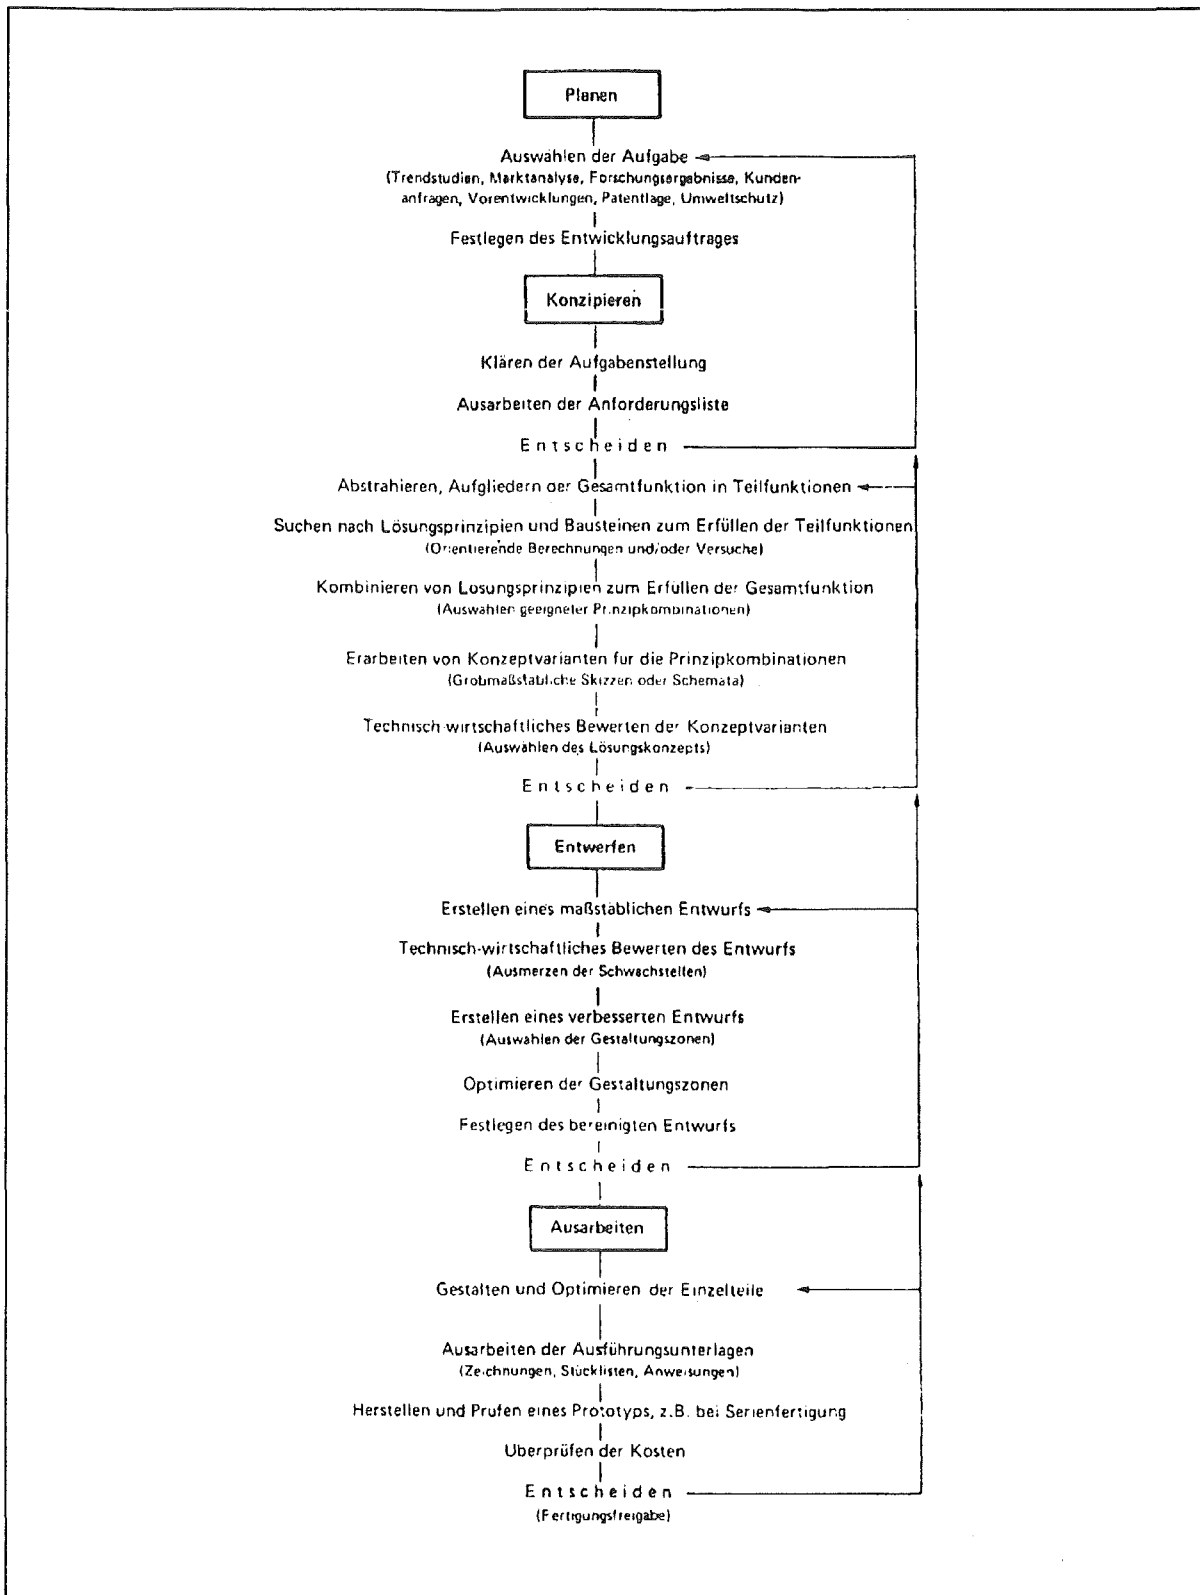 Planen
Auswählen der Aufgabe
(Trendstudien, Marktanalyse, Forschungsergebnisse, Kunden-
anfragen, Vorentwicklungen, Patentlage, Umweltschutz)
Festlegen des Entwicklungsauftrages
Konzipieren
Klären der Aufgabenstellung
Ausarbeiten der Anforderungsliste
Entscheiden
Abstrahieren, Aufgliedern der Gesamtfunktion in Teilfunktionen
Suchen nach Lösungsprinzipien und Bausteinen zum Erfüllen der Teilfunktionen
(Orientierende Berechnungen und/oder Versuche)
Kombinieren von Lösungsprinzipien zum Erfüllen der Gesamtfunktion
(Auswählen geeigneter Prinzipkombinationen)
Erarbeiten von Konzeptvarianten für die Prinzipkombinationen
(Grobmaßstäbliche Skizzen oder Schemata)
Technisch-wirtschaftliches Bewerten der Konzeptvarianten
(Auswählen des Lösungskonzepts)
Entscheiden
Entwerfen
Erstellen eines maßstäblichen Entwurfs
Technisch-wirtschaftliches Bewerten des Entwurfs
(Ausmerzen der Schwachstellen)
Erstellen eines verbesserten Entwurfs
(Auswählen der Gestaltungszonen)
Optimieren der Gestaltungszonen
Festlegen des bereinigten Entwurfs
Entscheiden
Ausarbeiten
Gestalten und Optimieren der Einzelteile
Ausarbeiten der Ausführungsunterlagen
(Zeichnungen, Stücklisten, Anweisungen)
Herstellen und Prüfen eines Prototyps, z.B. bei Serienfertigung
Überprüfen der Kosten
Entscheiden
(Fertigungsfreigabe)